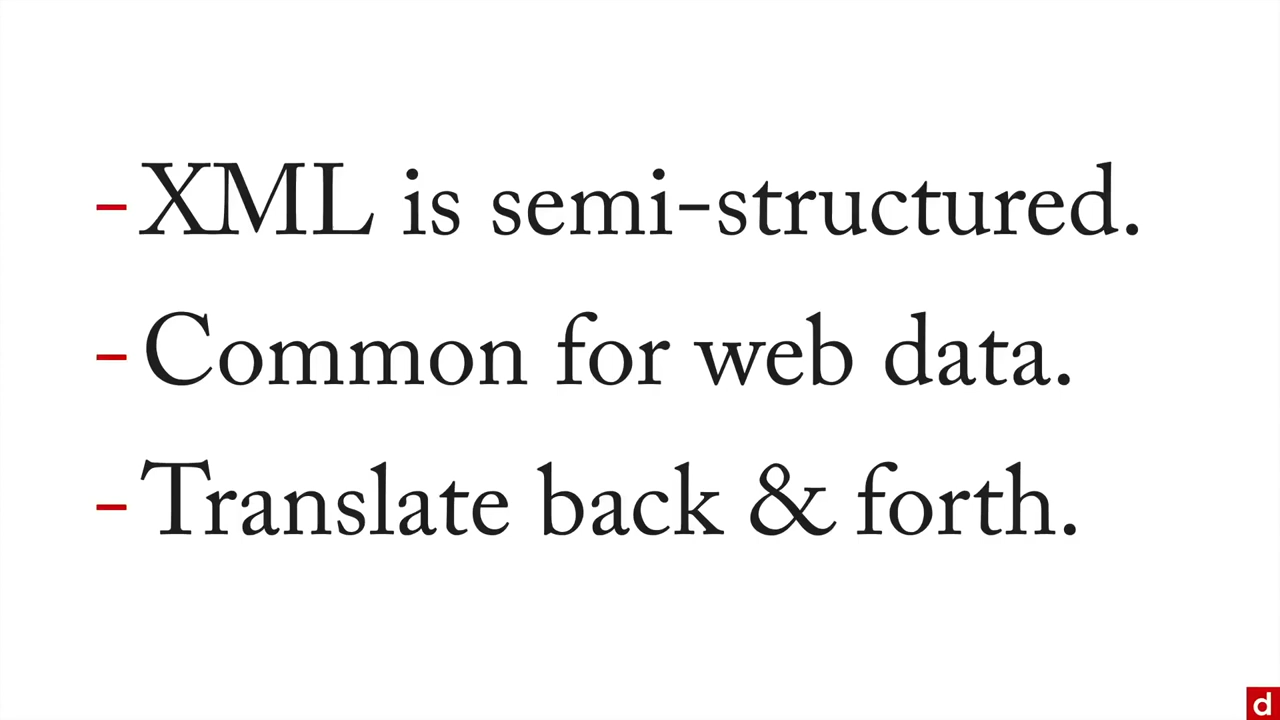 -XML is semi-structured.
-Common for web data.
-Translate back & forth.
d